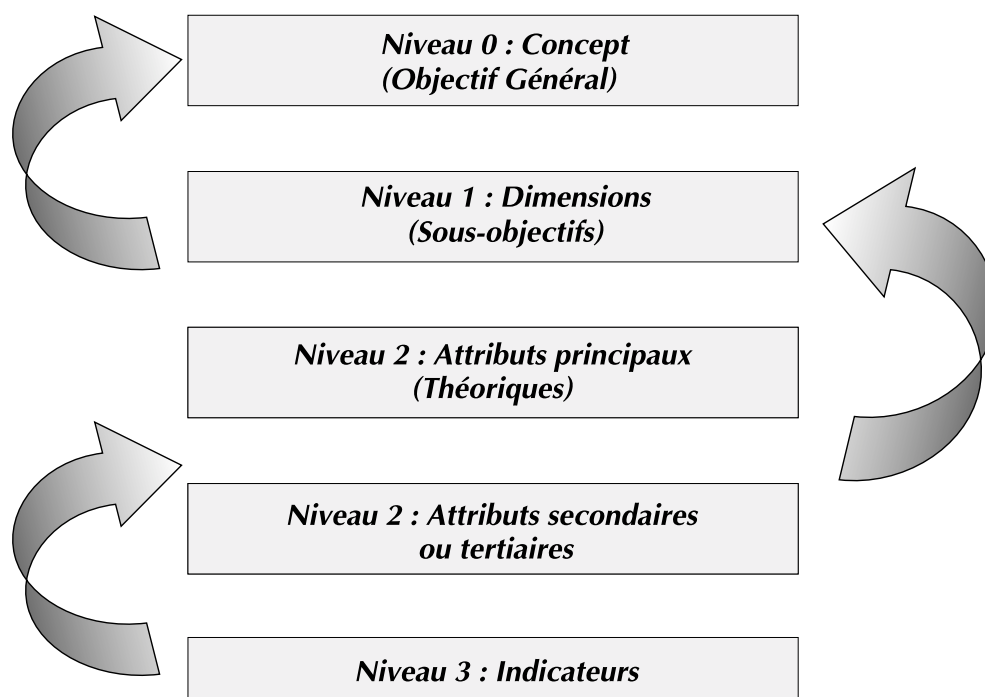 Niveau 0 : Concept
(Objectif Général)
Niveau 1 : Dimensions
(Sous-objectifs)
Niveau 2 : Attributs principaux
(Théoriques)
Niveau 2 : Attributs secondaires
ou tertiaires
Niveau 3 : Indicateurs